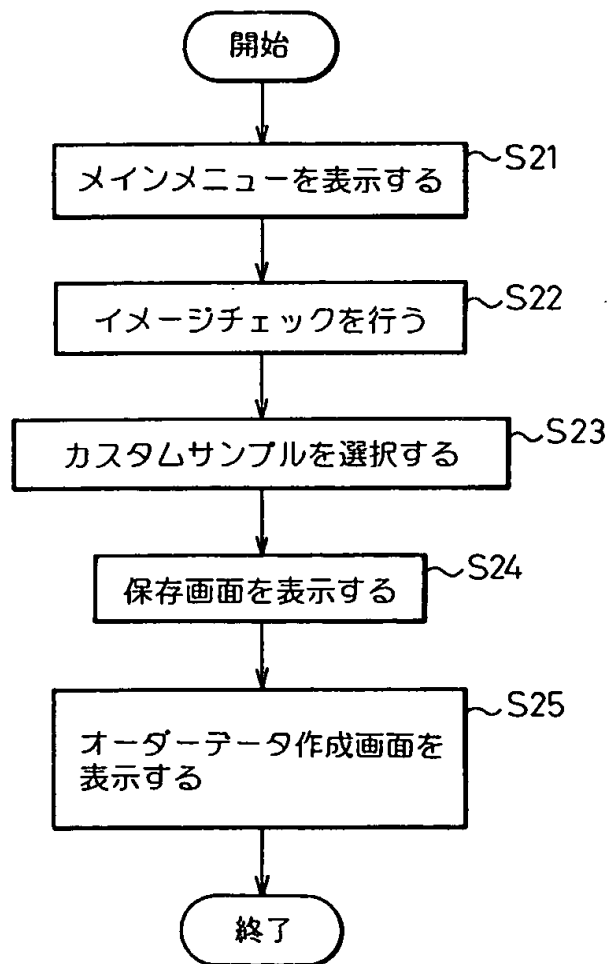 開始
メインメニューを表示する
S21
イメージチェックを行う
S22
カスタムサンプルを選択する
S23
保存画面を表示する
S24
オーダーデータ作成画面を
表示する
S25
終了